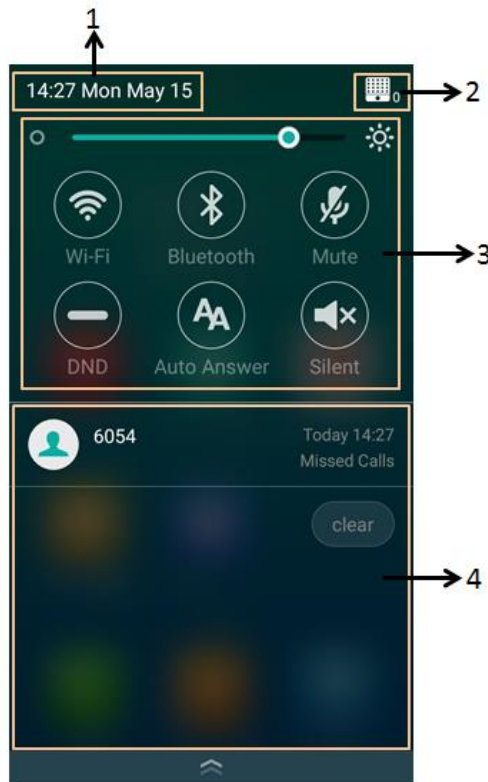 1
14:27 Mon May 15
0
2
Wi-Fi Bluetooth Mute
3
DND Auto Answer Silent
6054 Today 14:27
Missed Calls
clear
4